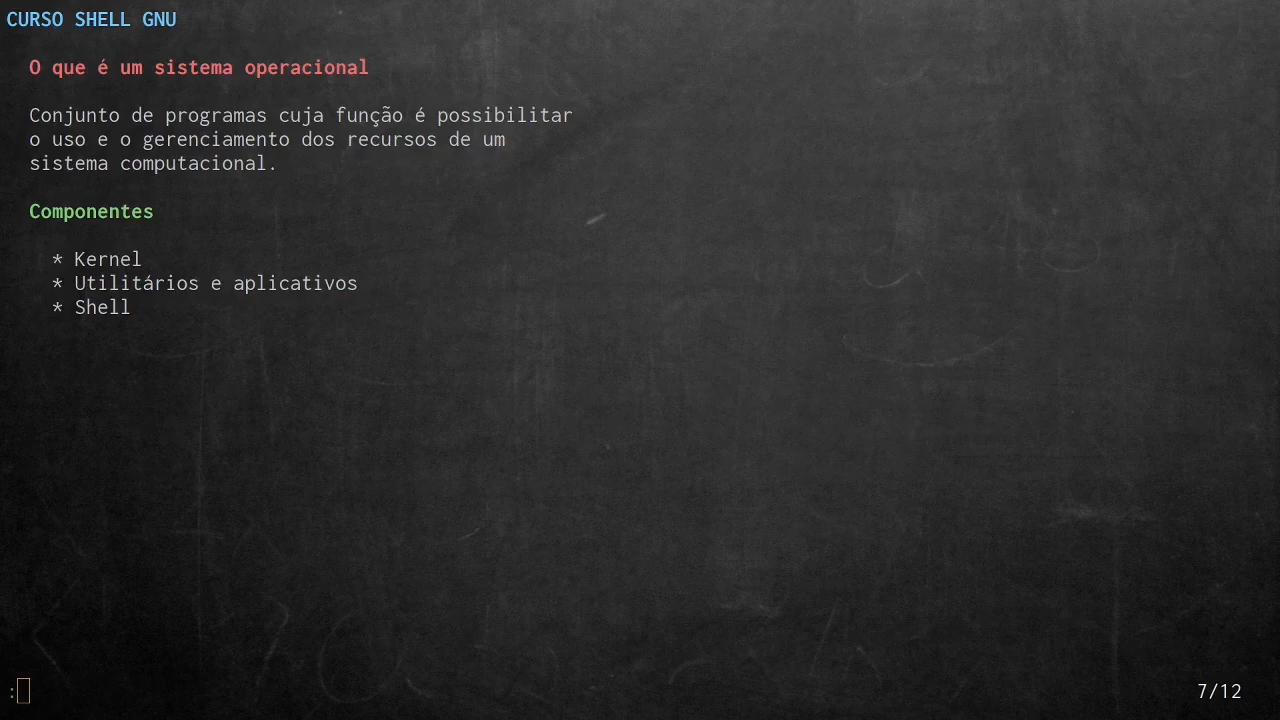 CURSO SHELL GNU
O que é um sistema operacional
Conjunto de programas cuja função é possibilitar
o uso e o gerenciamento dos recursos de um
sistema computacional.
Componentes
* Kernel
* Utilitários e aplicativos
* Shell
:
7/12